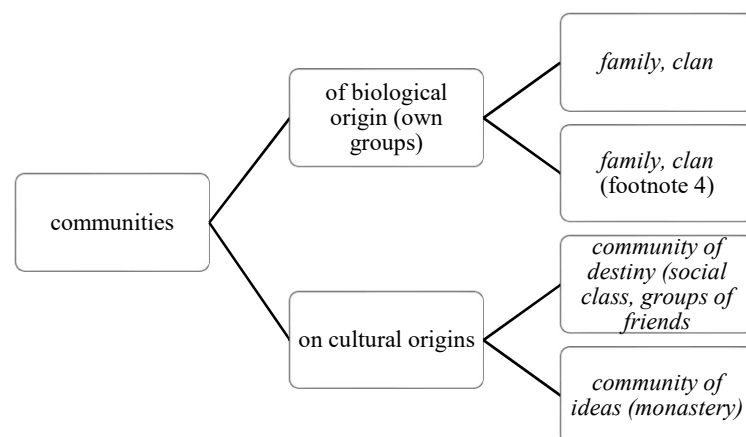 communities
of biological
origin (own
groups)
family, clan
family, clan
(footnote 4)
on cultural origins
community of
destiny (social
class, groups of
friends
community of
ideas (monastery)